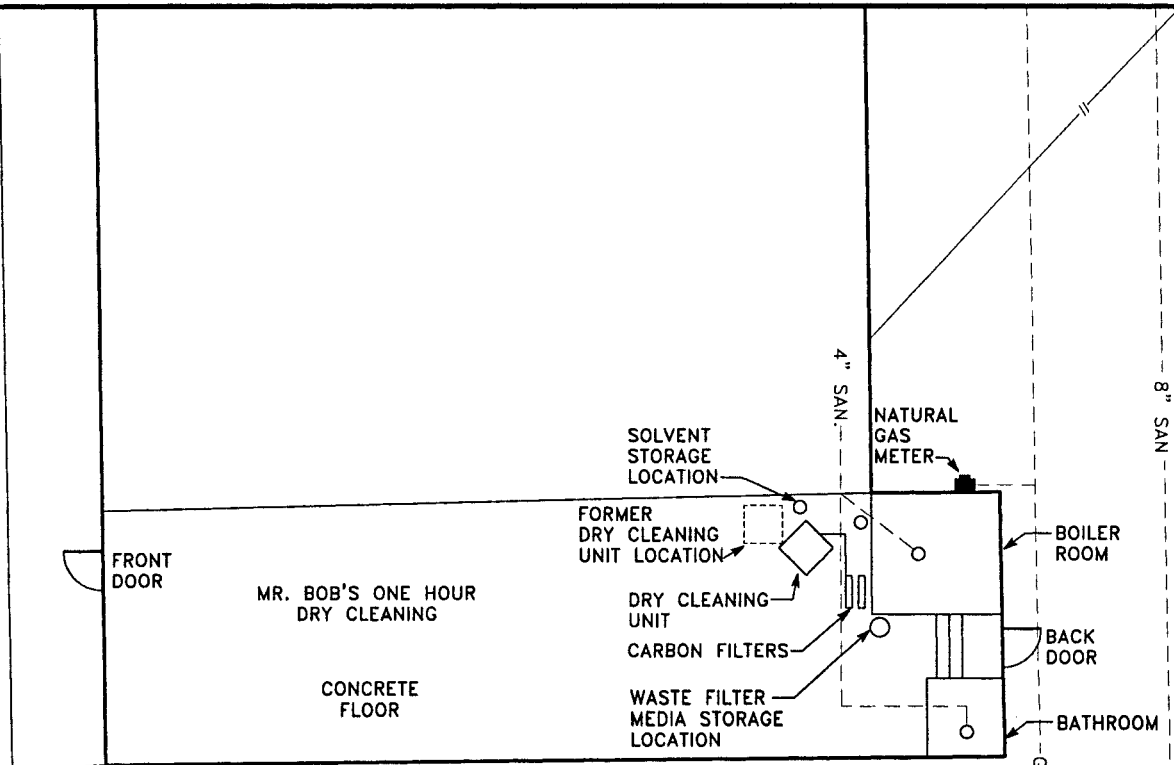 4" SAN.
8" SAN
NATURAL
GAS
METER
SOLVENT
STORAGE
LOCATION
FORMER
DRY CLEANING
UNIT LOCATION
BOILER
ROOM
FRONT
DOOR
MR. BOB'S ONE HOUR
DRY CLEANING
DRY CLEANING
UNIT
CARBON FILTERS
BACK
DOOR
CONCRETE
FLOOR
WASTE FILTER
MEDIA STORAGE
LOCATION
BATHROOM